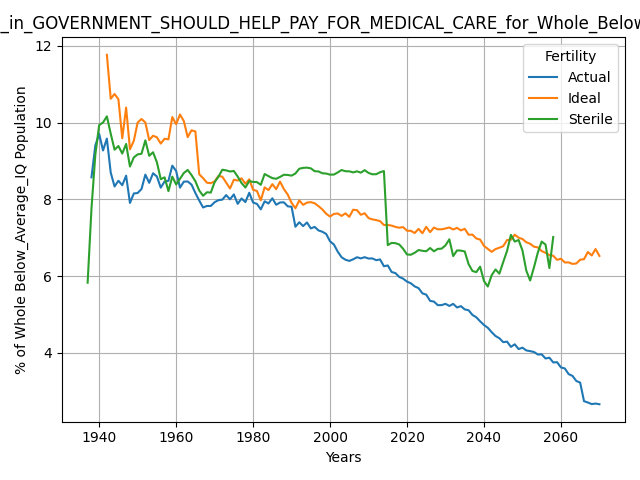 _in_GOVERNMENT_SHOULD_HELP_PAY_FOR_MEDICAL_CARE_for_Whole_Below
12
10
8
6
4
% of Whole Below_Average_IQ Population
Fertility
Actual
Ideal
Sterile
1940 1960 1980 2000 2020 2040 2060
Years